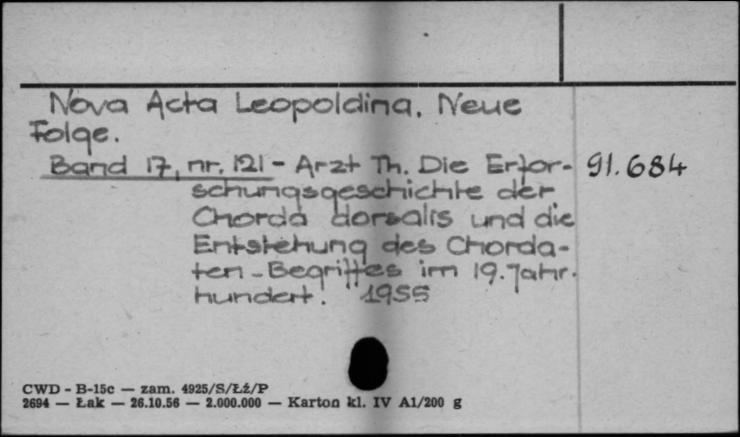 Nova Acta Leopoldina, Neue
Folge.
Band 17, nr. 121 - Arzt Th. Die Erfor- 91.684
schungsgeschichte der
Chorda dorsalis und die
Entstehung des Chorda-
ten-Begriffes im 19. Jahr.
hundert. 1955
CWD - B-15c — zam. 4925/S/Łź/P
2694 — Łak — 26.10.56 — 2.000.000 — Karton kl. IV A1/200 g